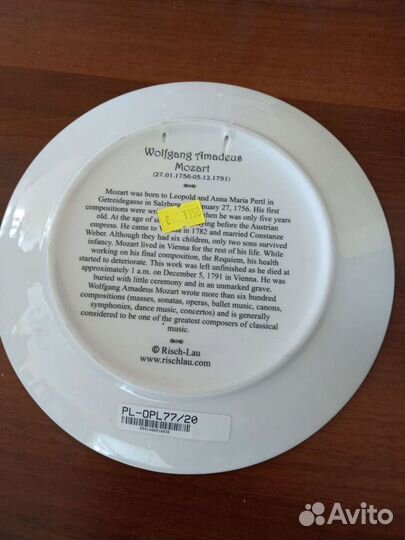 Wolfgang Amadeus
Mozart
(27.01.1756-05.12.1791)
Mozart was born to Leopold and Anna Maria Pertl in
Getreidegasse in Salzburg January 27, 1756. His first
compositions were wri then he was only five years
old. At the age of si ying before the Austrian
empress. He came to in 1782 and married Constanze
Weber. Although they had six children, only two sons survived
infancy. Mozart lived in Vienna for the rest of his life. While
working on his final composition, the Requiem, his health
started to deteriorate. This work was left unfinished as he died at
approximately 1 a.m. on December 5, 1791 in Vienna. He was
buried with little ceremony and in an unmarked grave.
Wolfgang Amadeus Mozart wrote more than six hundred
compositions (masses, sonatas, operas, ballet music, canons,
symphonies, dance music, concertos) and is generally
considered to be one of the greatest composers of classical
music.
© Risch-Lau
www.rischlau.com
PL-OPL77/20
Avito